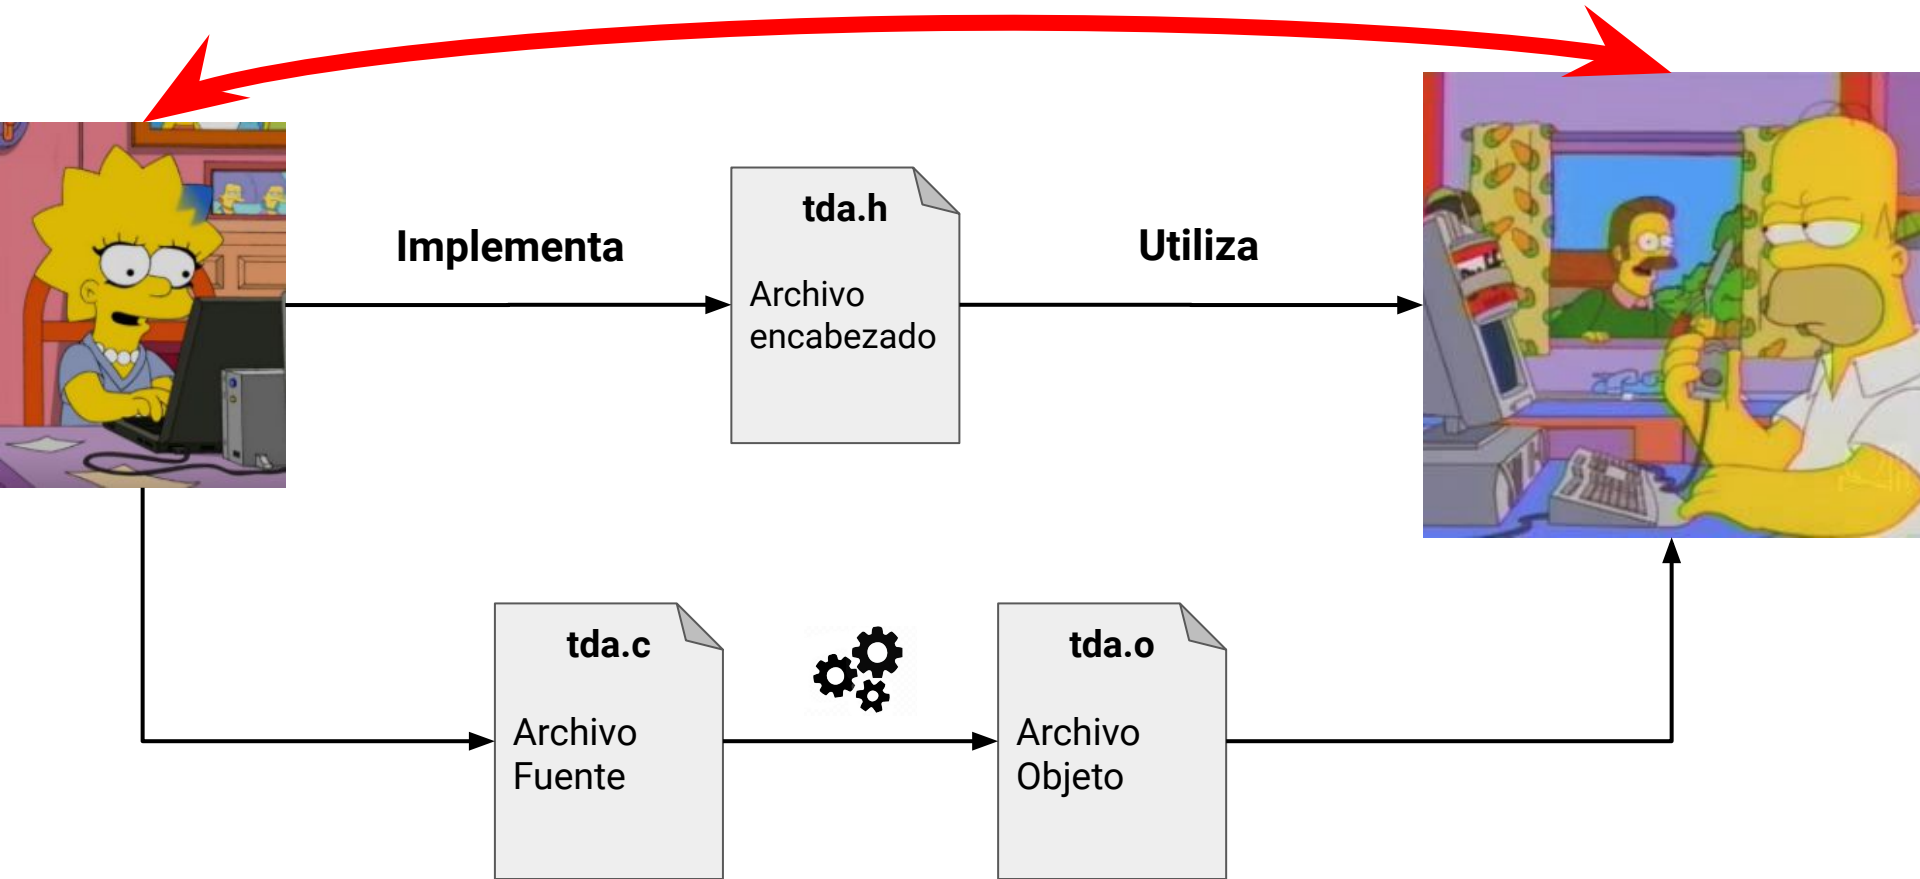 tda.h
Implementa
Utiliza
Archivo
encabezado
tda.c
tda.o
Archivo
Fuente
Archivo
Objeto